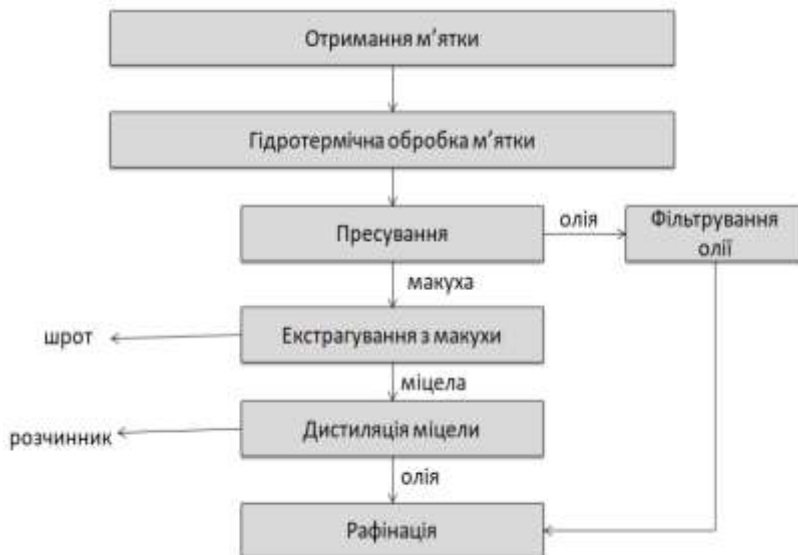 Отримання м’ятки
Гідротермічна обробка м’ятки
Пресування
олія
Фільтрування
олії
макуха
шрот
Екстрагування з макухи
міцела
розчинник
Дистиляція міцели
олія
Рафінація